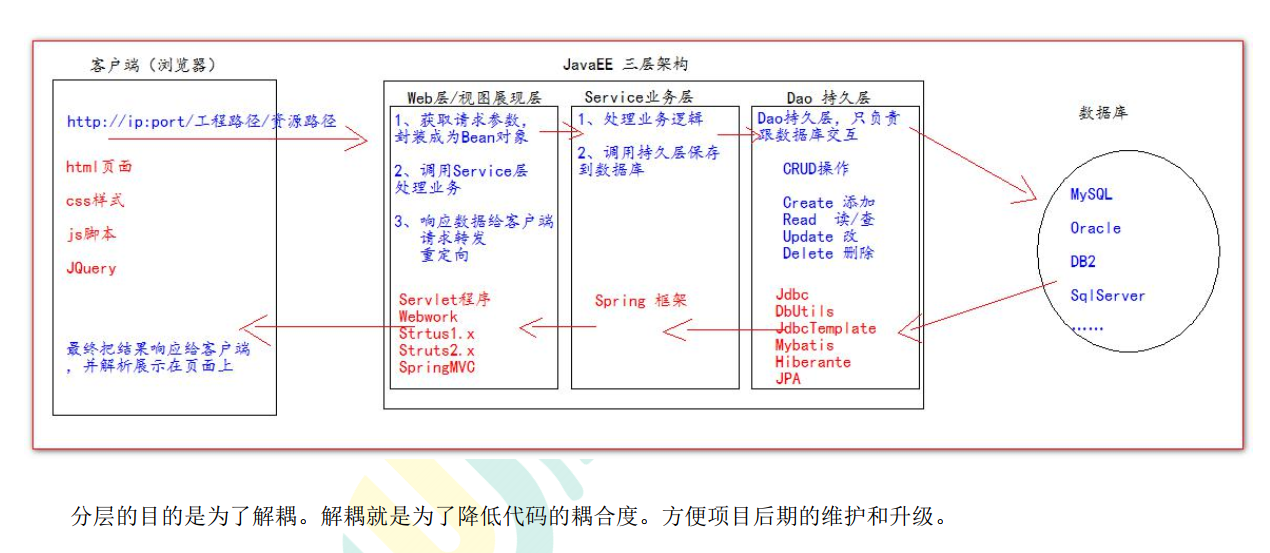 客户端（浏览器）
http://ip:port/工程路径/资源路径
html页面
css样式
js脚本
JQuery
最终把结果响应给客户端
，并解析展示在页面上
JavaEE 三层架构
Web层/视图展现层
1、获取请求参数，
封装成为Bean对象
2、调用Service层
处理业务
3、响应数据给客户端
请求转发
重定向
Servlet程序
Webwork
Strtus1.x
Struts2.x
SpringMVC
Service业务层
1、处理业务逻辑
2、调用持久层保存
到数据库
Spring 框架
Dao 持久层
Dao持久层，只负责
跟数据库交互
CRUD操作
Create 添加
Read 读/查
Update 改
Delete 删除
Jdbc
DbUtils
JdbcTemplate
Mybatis
Hiberante
JPA
数据库
MySQL
Oracle
DB2
SqlServer
......
分层的目的是为了解耦。解耦就是为了降低代码的耦合度。方便项目后期的维护和升级。